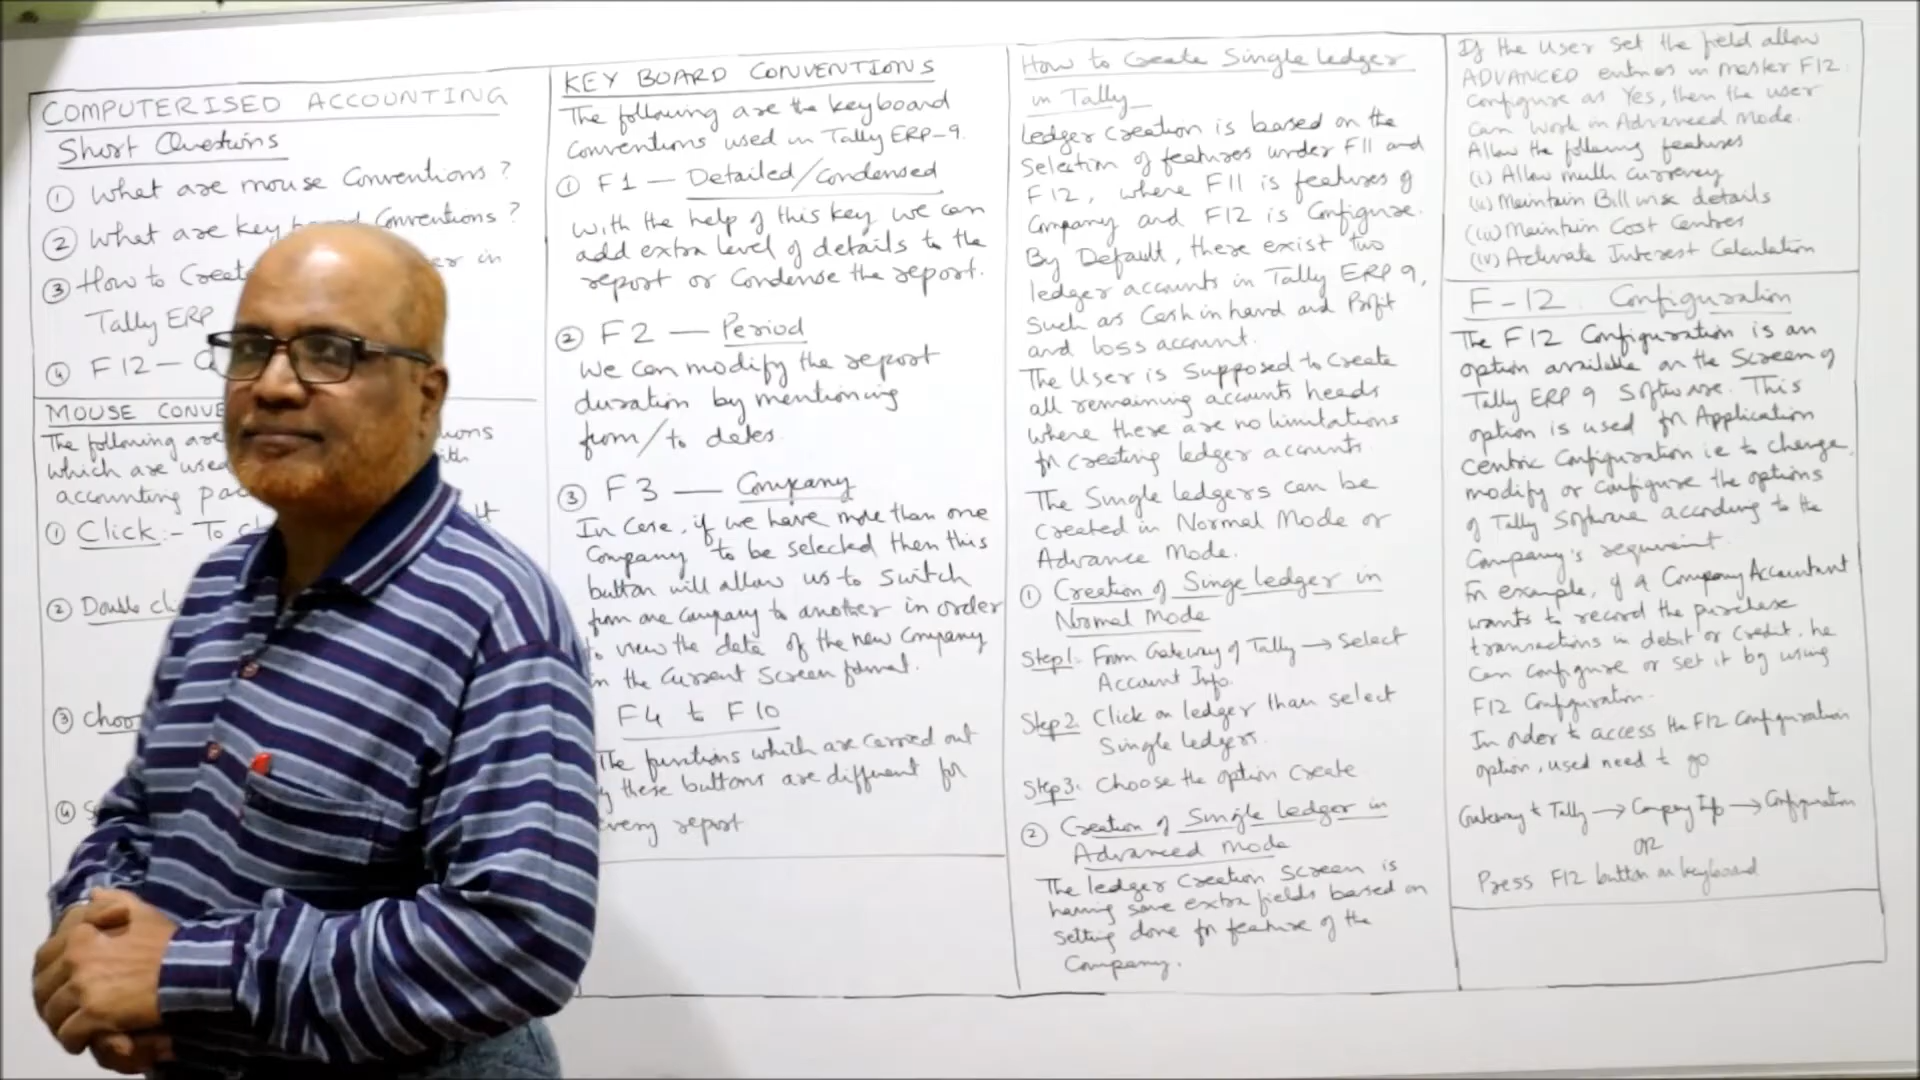 COMPUTERISED ACCOUNTING
Short Questions
① What are mouse Conventions?
② What are key board Conventions?
③ How to Create er in
Tally ERP
④ F12 –
MOUSE CONVE
The following are ions
which are used ith
accounting pac
① Click:- To
② Double cli
③ Choo
④ S
KEY BOARD CONVENTIONS
The following are the keyboard
Conventions used in Tally ERP-9.
① F1 — Detailed/Condensed
With the help of this key we can
add extra level of details to the
report or Condense the report.
② F2 — Period
We can modify the report
duration by mentioning
from/to dates.
③ F3 — Company
In Case, if we have more than one
Company to be selected then this
button will allow us to switch
from one Company to another in order
to view the data of the new Company
in the Current Screen format.
F4 to F10
The functions which are carried out
by these buttons are different for
every report
How to Create Single ledger
in Tally
Ledger Creation is based on the
Selection of features under F11 and
F12, where F11 is features of
Company and F12 is Configure.
By Default, there exist two
ledger accounts in Tally ERP 9,
Such as Cash in hand and Profit
and loss account.
The User is Supposed to Create
all remaining accounts heads
where there are no limitations
for creating ledger accounts
The Single ledgers can be
Created in Normal Mode or
Advance Mode.
① Creation of Singe ledger in
Normal Mode
Step1: From Gateway of Tally → Select
Account Info.
Step2. Click on ledger than select
Single ledgers.
Step3: Choose the option Create
② Creation of Single ledger in
Advanced Mode
The ledger Creation Screen is
having some extra fields based on
Setting done for feature of the
Company.
If the User Set the field allow
ADVANCED entries in master F12
Configure as Yes, then the user
Can work in Advanced Mode.
Allow the following features
(i) Allow multi Currency
(ii) Maintain Bill wise details
(iii) Maintain Cost Centres
(iv) Activate Interest Calculation
F-12. Configuration
The F12 Configuration is an
option available on the Screen of
Tally ERP 9 Software. This
option is used for Application
Centric Configuration ie to change,
modify or Configure the options
of Tally Software according to the
Company's requirement.
For example, if a Company Accountant
wants to record the purchase
transactions in debit or Credit, he
Can Configure or set it by using
F12 Configuration.
In order to access the F12 Configuration
option, used need to go
Gateway of Tally → Company Info → Configuration
OR
Press F12 button on keyboard